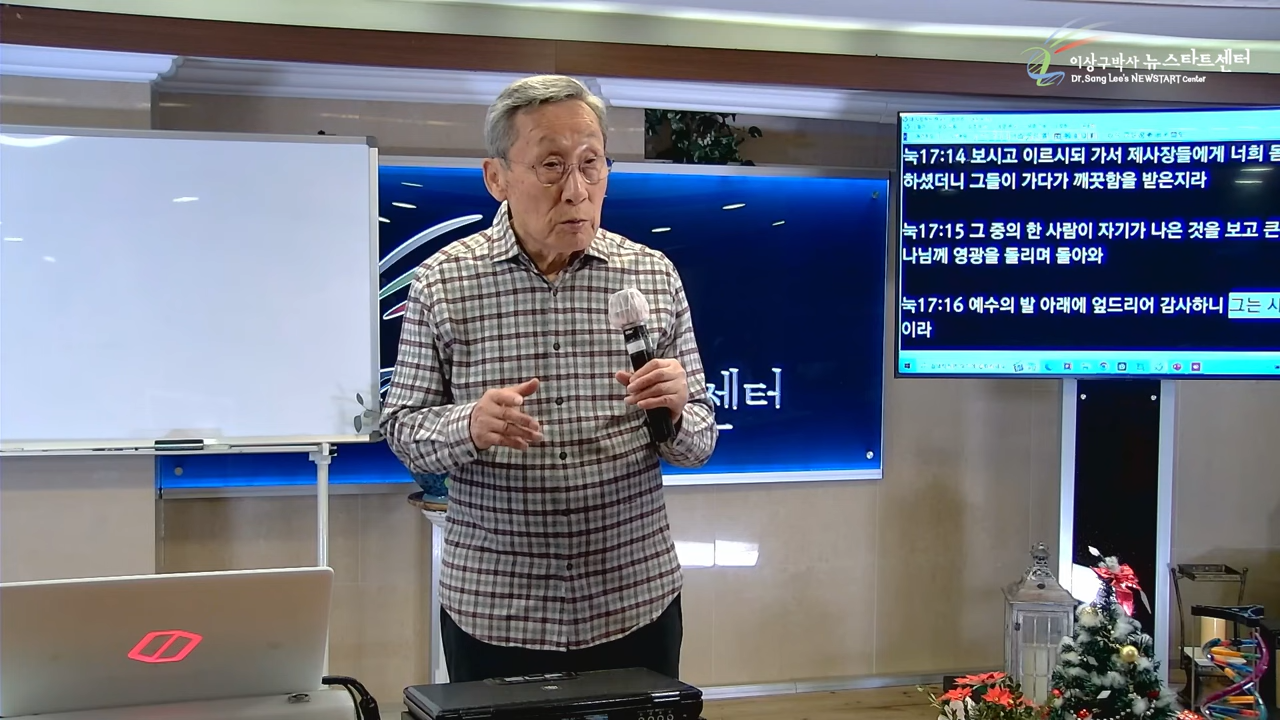 이상구박사 뉴스타트센터
Dr. Sang Lee's NEWSTART Center
눅17:14 보시고 이르시되 가서 제사장들에게 너희
하셨더니 그들이 가다가 깨끗함을 받은지라
눅17:15 그 중의 한 사람이 자기가 나은 것을 보고 큰
나님께 영광을 돌리며 돌아와
눅17:16 예수의 발 아래에 엎드리어 감사하니 그는 사
이라
센터